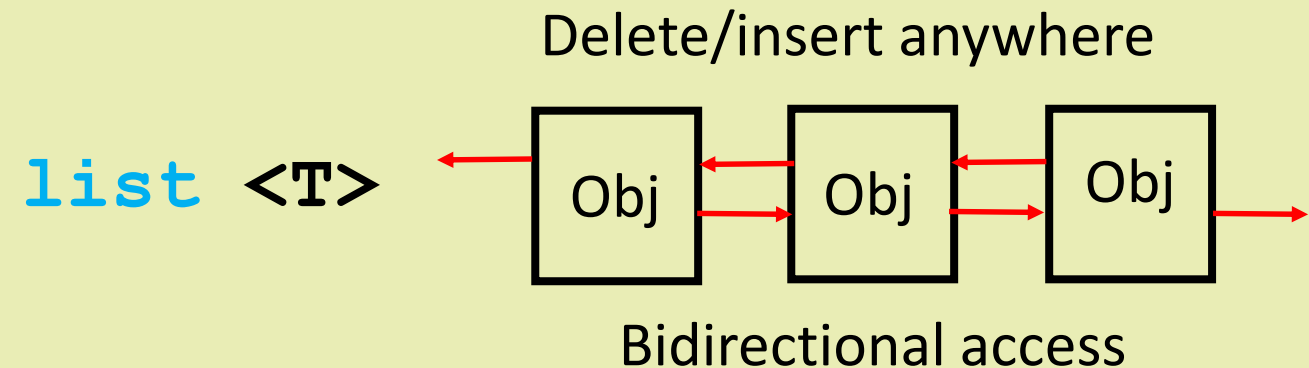 Delete/insert anywhere
list <T>
Obj
Obj
Obj
Bidirectional access